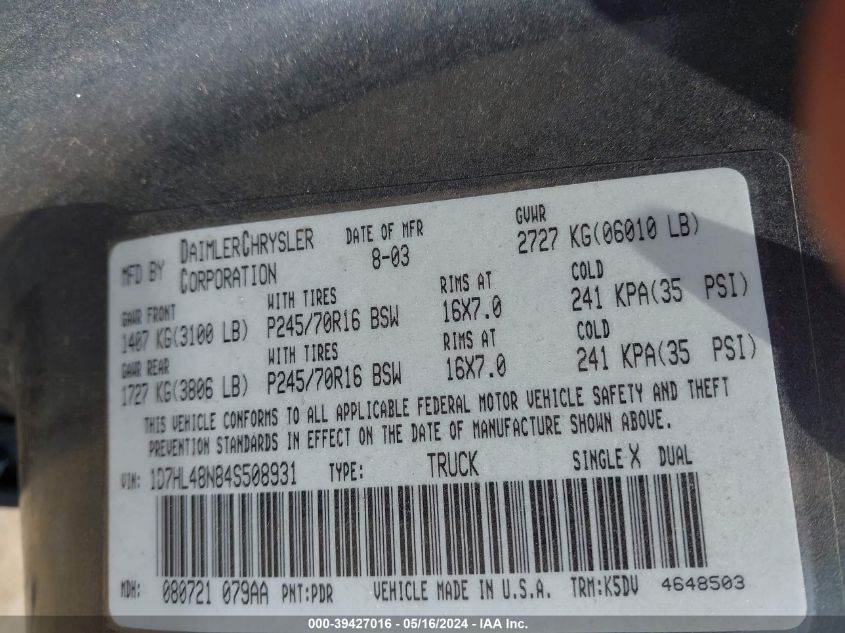 MFD BY DAIMLERCHRYSLER CORPORATION DATE OF MFR 8-03 GVWR 2727 KG(06010 LB)
GAWR FRONT WITH TIRES RIMS AT COLD
1407 KG(3100 LB) P245/70R16 BSW 16X7.0 241 KPA(35 PSI)
GAWR REAR WITH TIRES RIMS AT COLD
1727 KG(3806 LB) P245/70R16 BSW 16X7.0 241 KPA(35 PSI)
THIS VEHICLE CONFORMS TO ALL APPLICABLE FEDERAL MOTOR VEHICLE SAFETY AND THEFT
PREVENTION STANDARDS IN EFFECT ON THE DATE OF MANUFACTURE SHOWN ABOVE.
VIN: 1D7HL48N84S508931 TYPE: TRUCK SINGLE X DUAL
MDH: 080721 079AA PNT:PDR VEHICLE MADE IN U.S.A. TRM:K5DV 4648503
000-39427016 - 05/16/2024 - IAA Inc.